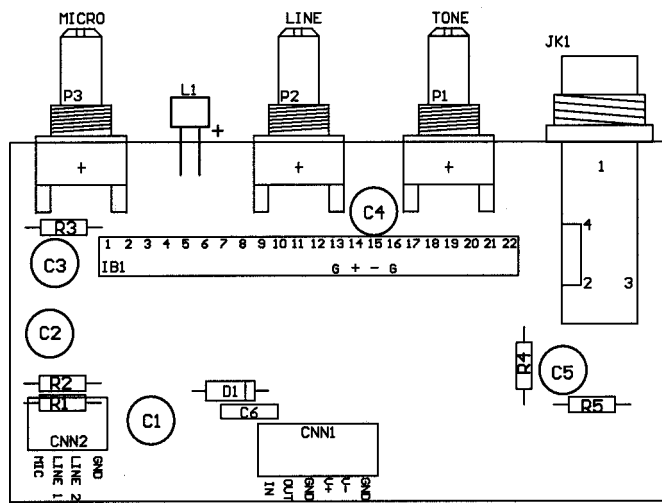 MICRO LINE TONE
JK1
P3 L1 P2 P1
+
+ + + 1
C4
R3 4
1 2 3 4 5 6 7 8 9 10 11 12 13 14 15 16 17 18 19 20 21 22
C3
IB1 G + - G
2 3
C2
R4
C5
R2 D1
R1 C6 R5
C1
CNN2 CNN1
MIC LINE 1 LINE 2 GND
IN OUT GND V+ V- GND